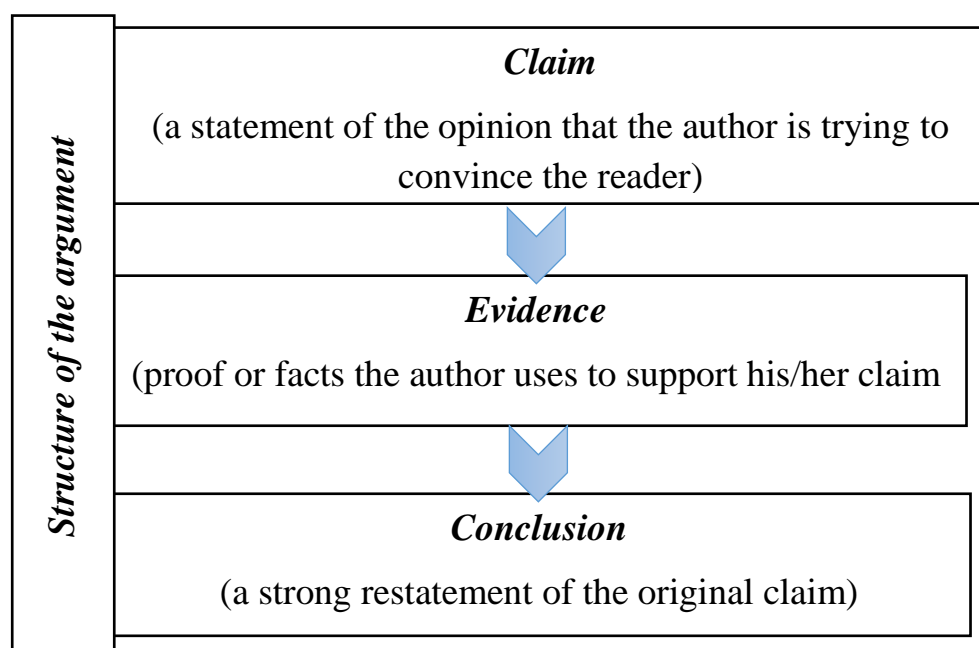 Structure of the argument
Claim
(a statement of the opinion that the author is trying to
convince the reader)
Evidence
(proof or facts the author uses to support his/her claim
Conclusion
(a strong restatement of the original claim)